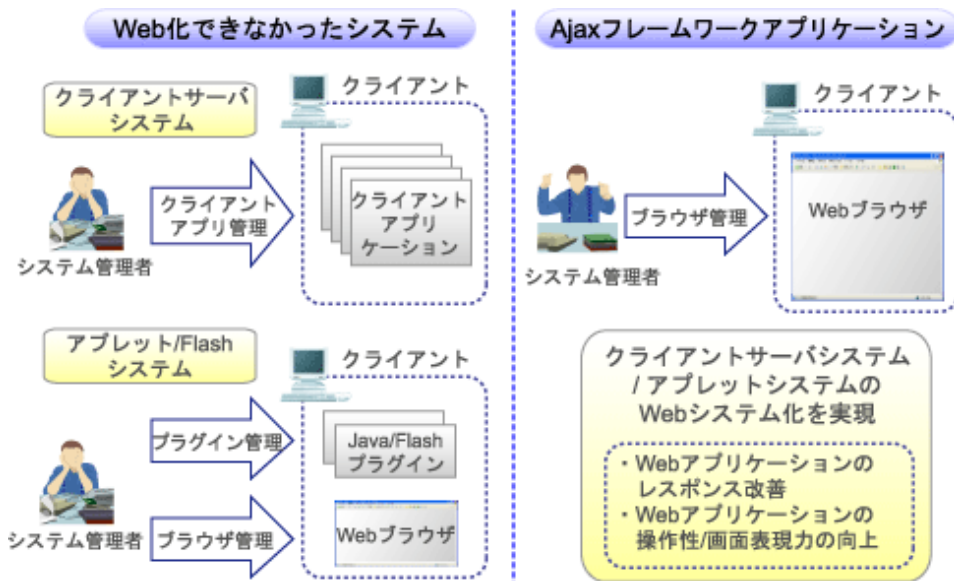 Web化できなかったシステム
クライアントサーバ
システム
クライアント
システム管理者
クライアント
アプリ管理
クライアント
アプリ
ケーション
アプレット/Flash
システム
クライアント
システム管理者
プラグイン管理
Java/Flash
プラグイン
ブラウザ管理
Webブラウザ
Ajaxフレームワークアプリケーション
クライアント
システム管理者
ブラウザ管理
Webブラウザ
クライアントサーバシステム
/ アプレットシステムの
Webシステム化を実現
・Webアプリケーションの
レスポンス改善
・Webアプリケーションの
操作性/画面表現力の向上